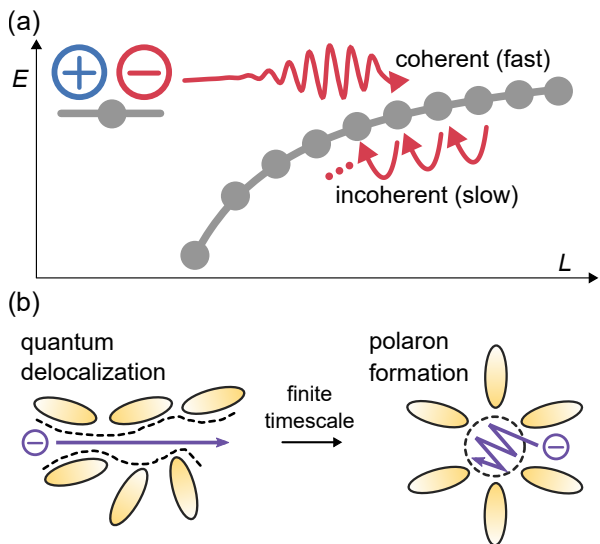 (a)
E
+ −
coherent (fast)
incoherent (slow)
L
(b)
quantum
delocalization
finite
timescale
polaron
formation
−
−